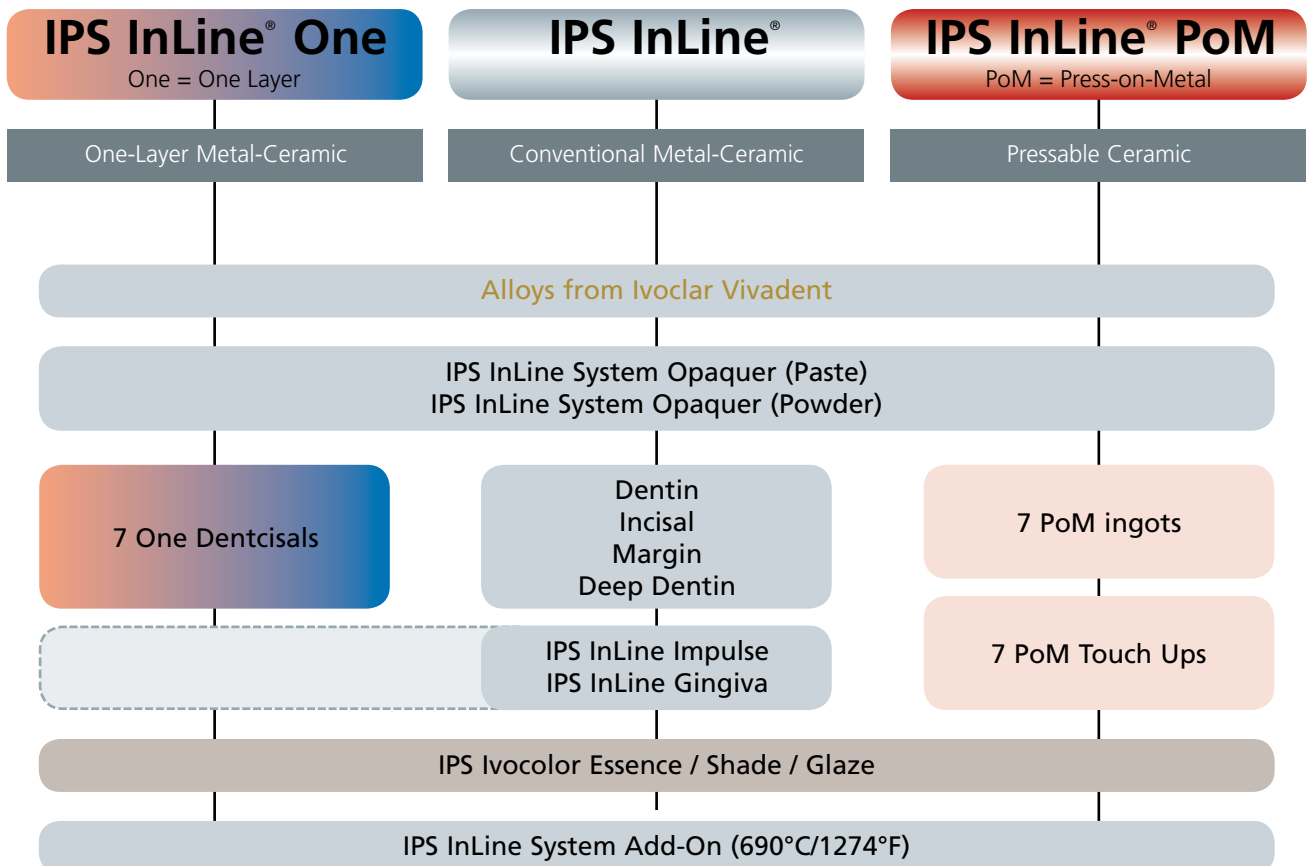 IPS InLine® One
One = One Layer
IPS InLine®
IPS InLine® PoM
PoM = Press-on-Metal
One-Layer Metal-Ceramic
Conventional Metal-Ceramic
Pressable Ceramic
Alloys from Ivoclar Vivadent
IPS InLine System Opaquer (Paste)
IPS InLine System Opaquer (Powder)
7 One Dentcisals
Dentin
Incisal
Margin
Deep Dentin
7 PoM ingots
IPS InLine Impulse
IPS InLine Gingiva
7 PoM Touch Ups
IPS Ivocolor Essence / Shade / Glaze
IPS InLine System Add-On (690°C/1274°F)